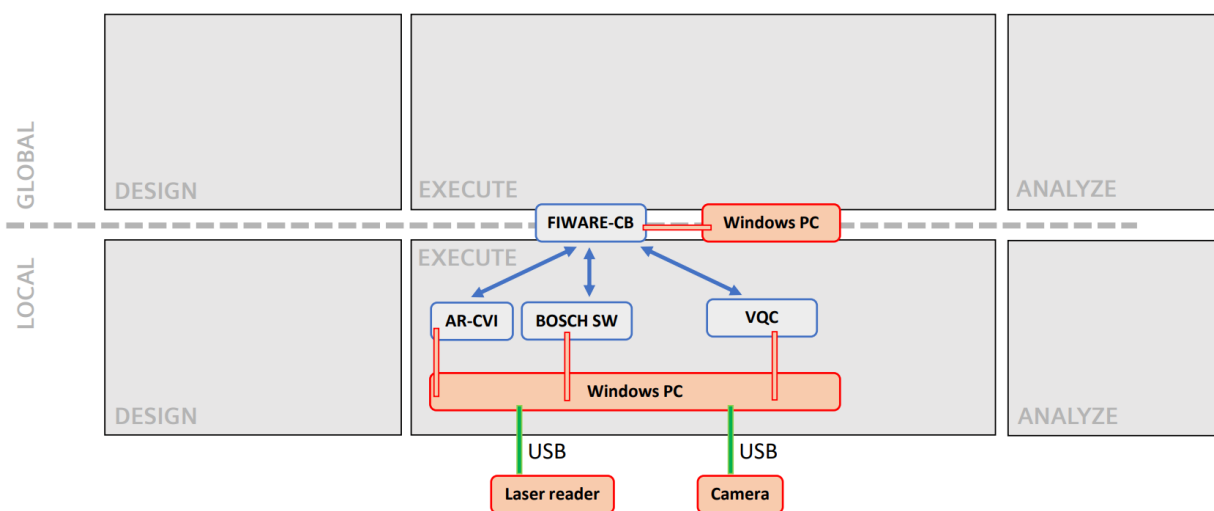 GLOBAL
DESIGN
EXECUTE
ANALYZE
FIWARE-CB
Windows PC
LOCAL
EXECUTE
AR-CVI
BOSCH SW
VQC
Windows PC
DESIGN
ANALYZE
USB
USB
Laser reader
Camera